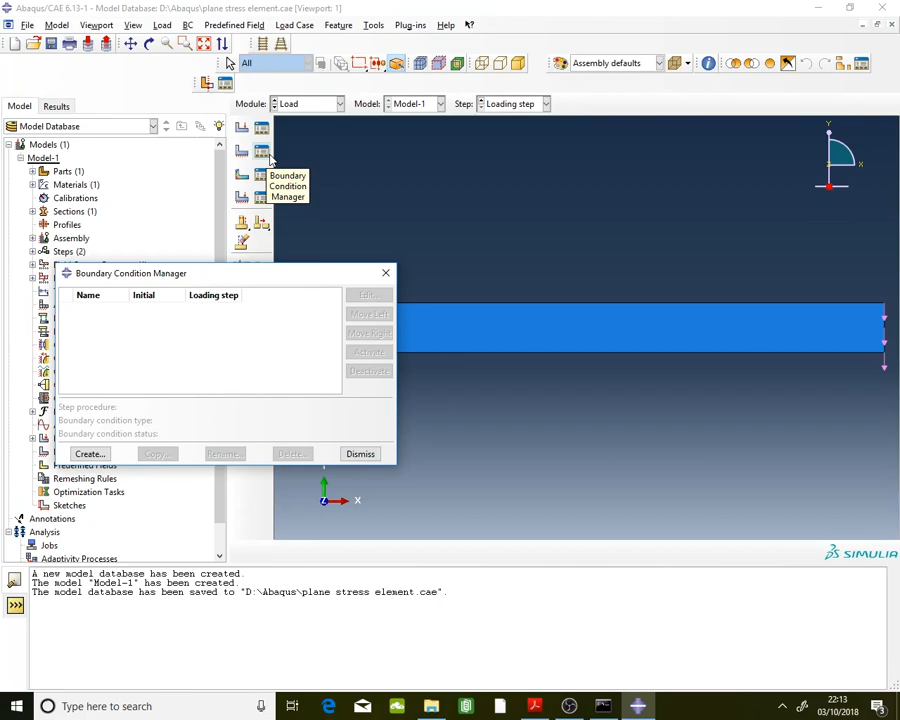 Abaqus/CAE 6.13-1 - Model Database: D:\Abaqus\plane stress element.cae [Viewport: 1]
File Model Viewport View Load BC Predefined Field Load Case Feature Tools Plug-ins Help
All Assembly defaults
Model Results Module: Load Model: Model-1 Step: Loading step
Model Database
Models (1)
Model-1
Parts (1)
Materials (1)
Calibrations
Sections (1)
Profiles
Assembly
Steps (2)
Boundary
Condition
Manager
Y
X
Boundary Condition Manager
Name Initial Loading step
Edit...
Move Left
Move Right
Activate
Deactivate
Step procedure:
Boundary condition type:
Boundary condition status:
Create... Copy... Rename... Delete... Dismiss
Predefined Fields
Remeshing Rules
Optimization Tasks
Sketches
Annotations
Analysis
Jobs
Adaptivity Processes
Z X
SIMULIA
A new model database has been created.
The model "Model-1" has been created.
The model database has been saved to "D:\Abaqus\plane stress element.cae".
Type here to search
22:13
03/10/2018
3